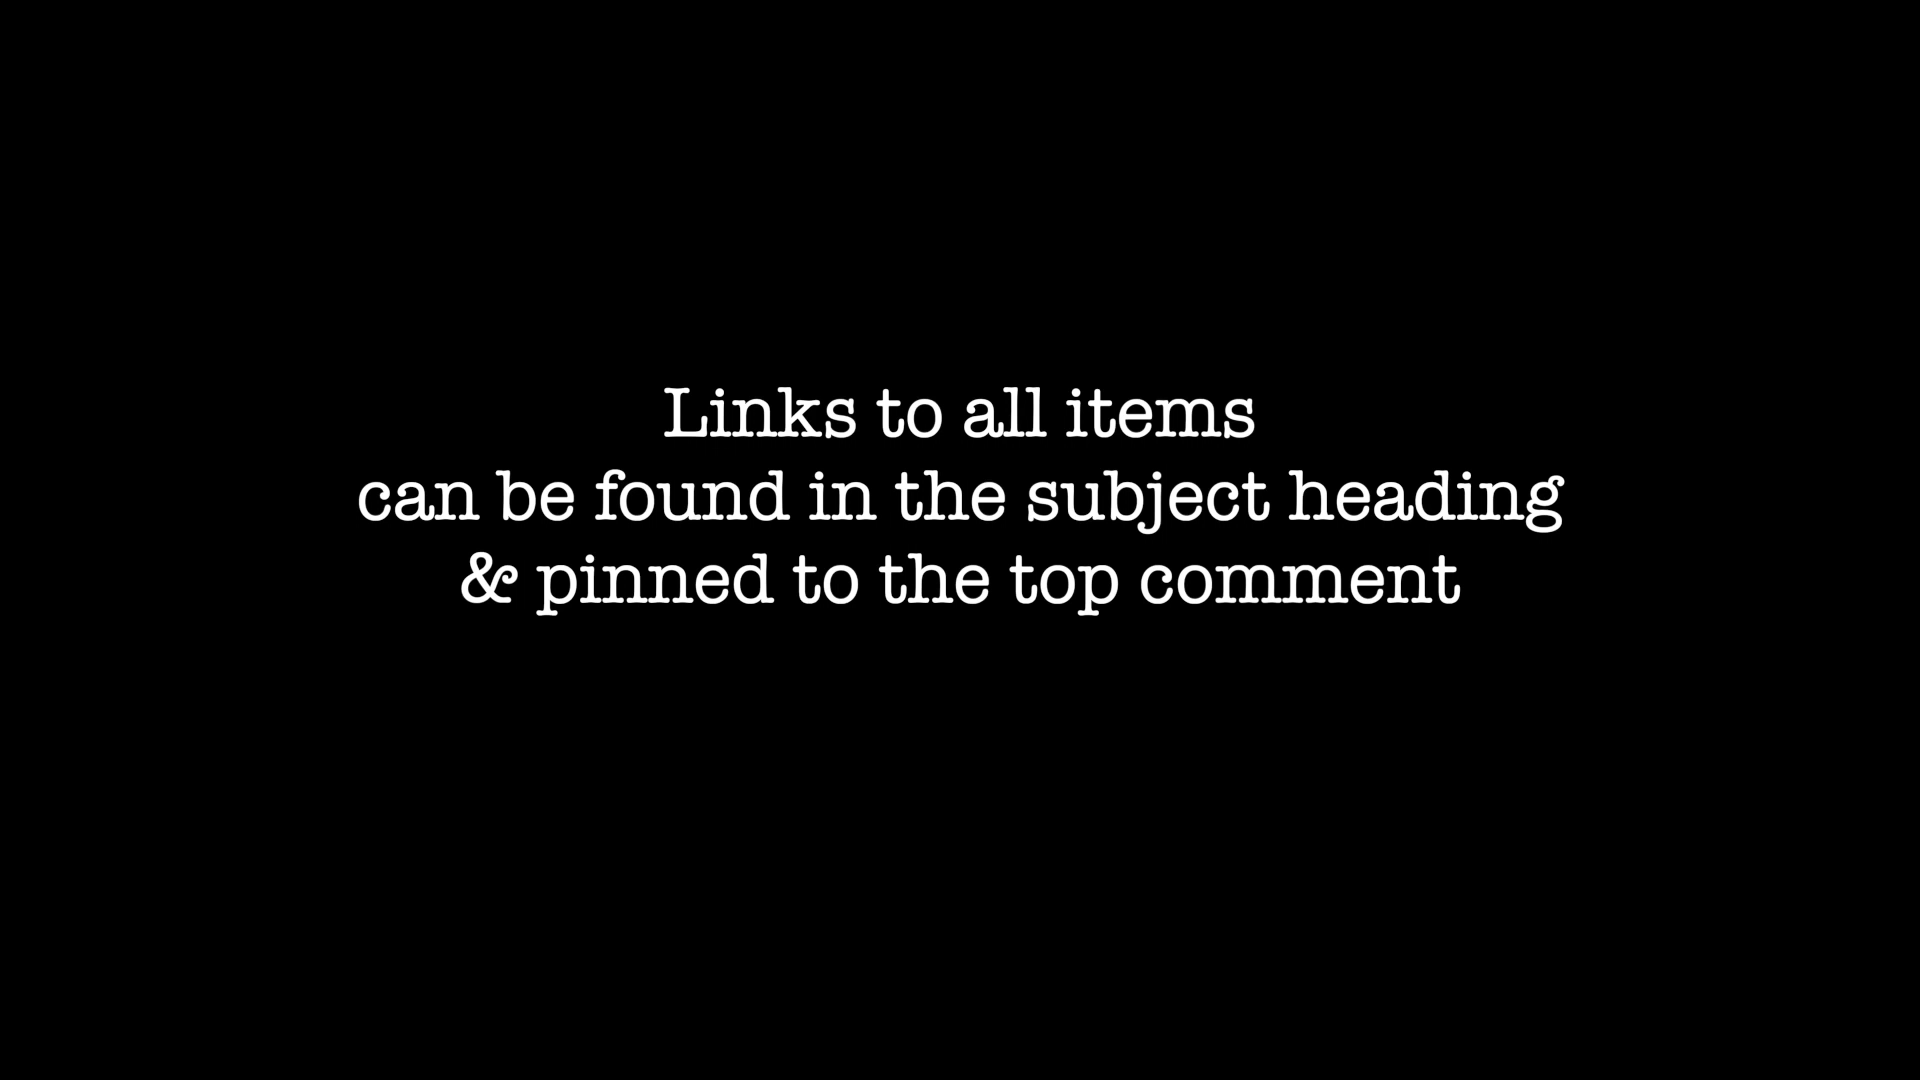 Links to all items
can be found in the subject heading
& pinned to the top comment